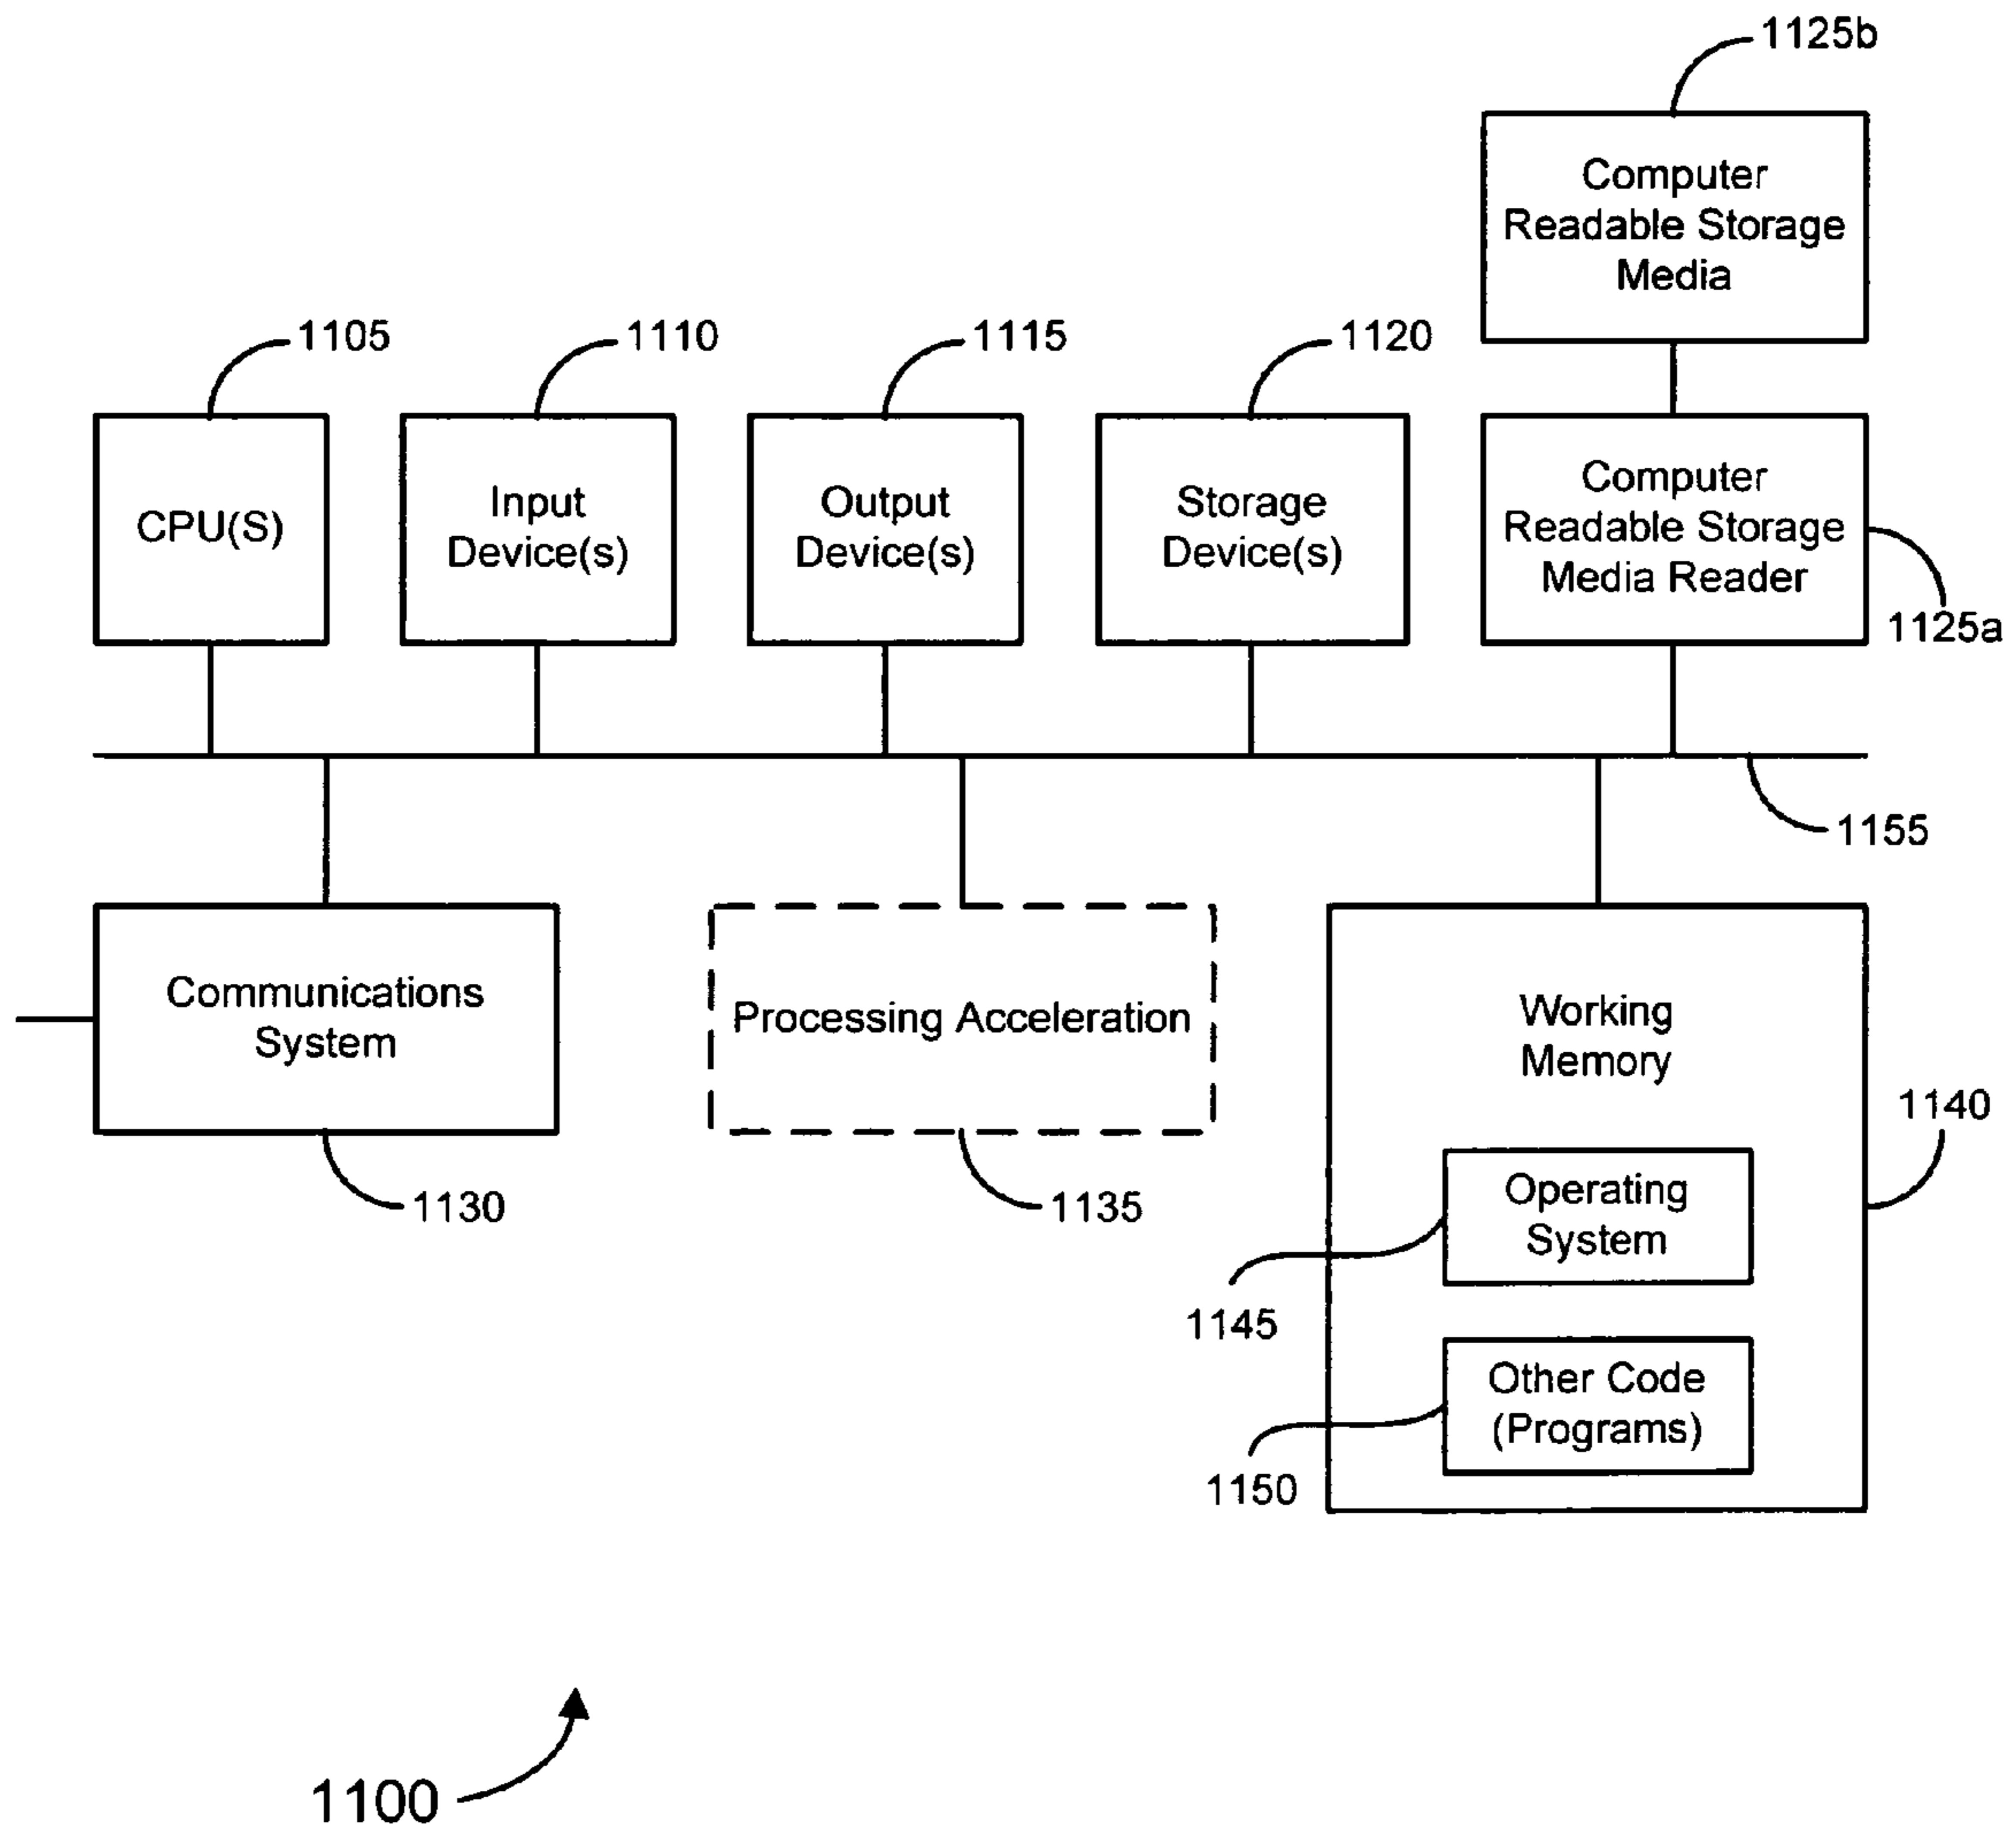 1125b
Computer
Readable Storage
Media
1105
1110
1115
1120
CPU(S)
Input
Device(s)
Output
Device(s)
Storage
Device(s)
Computer
Readable Storage
Media Reader
1125a
1155
Communications
System
1130
Processing Acceleration
1135
Working
Memory
1140
Operating
System
1145
Other Code
(Programs)
1150
1100